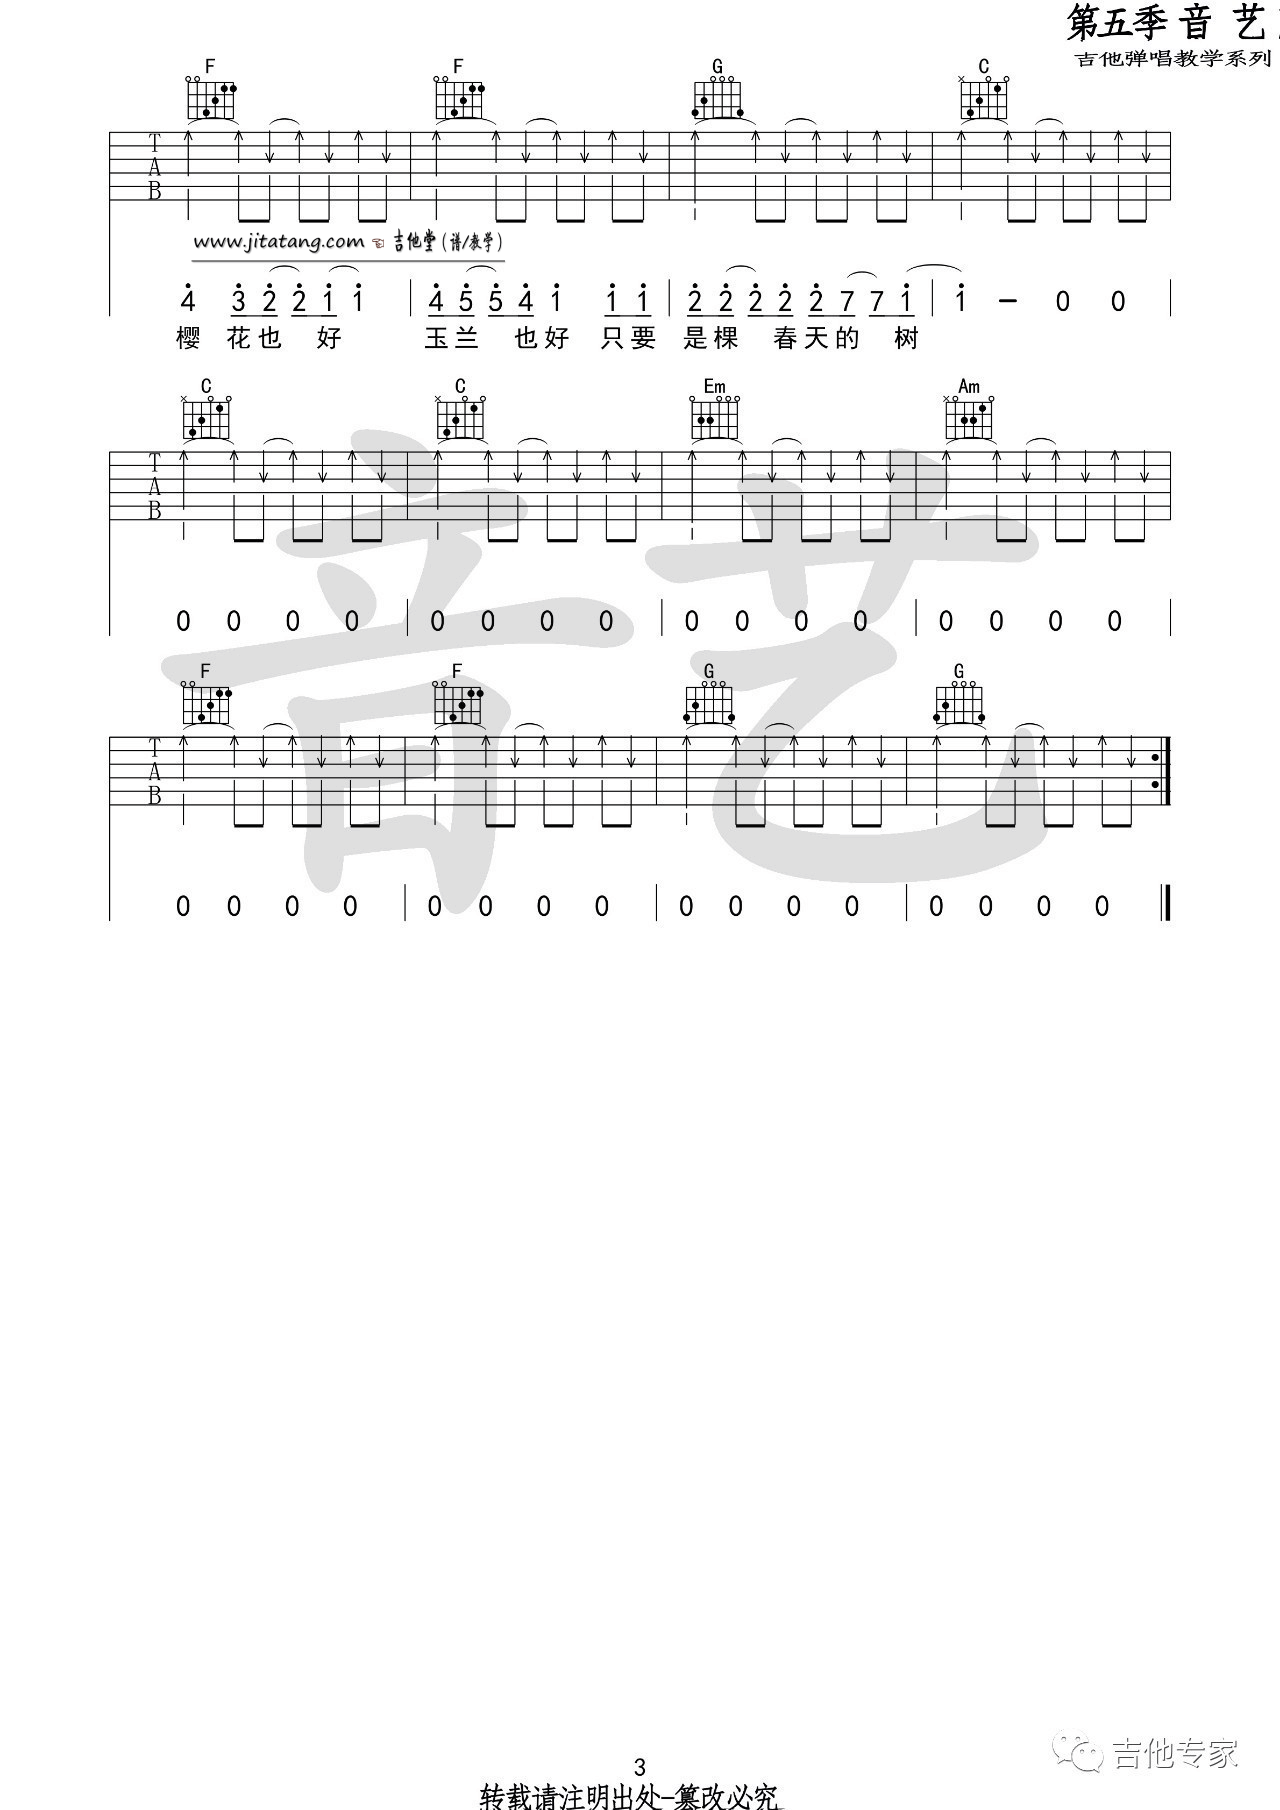 第五季 音 艺
吉他弹唱教学系列
F F G C
T
A
B
www.jitatang.com ☜ 吉他堂(谱/教学)
4 3 2 2 1 1 4 5 5 4 1 1 1 2 2 2 2 2 7 7 1 1 - 0 0
樱 花 也 好 玉 兰 也 好 只 要 是 棵 春 天 的 树
C C Em Am
T
A
B
0 0 0 0 0 0 0 0 0 0 0 0 0 0 0 0
F F G G
T
A
B
0 0 0 0 0 0 0 0 0 0 0 0 0 0 0 0
音艺
吉他专家
3
转载请注明出处-篡改必究